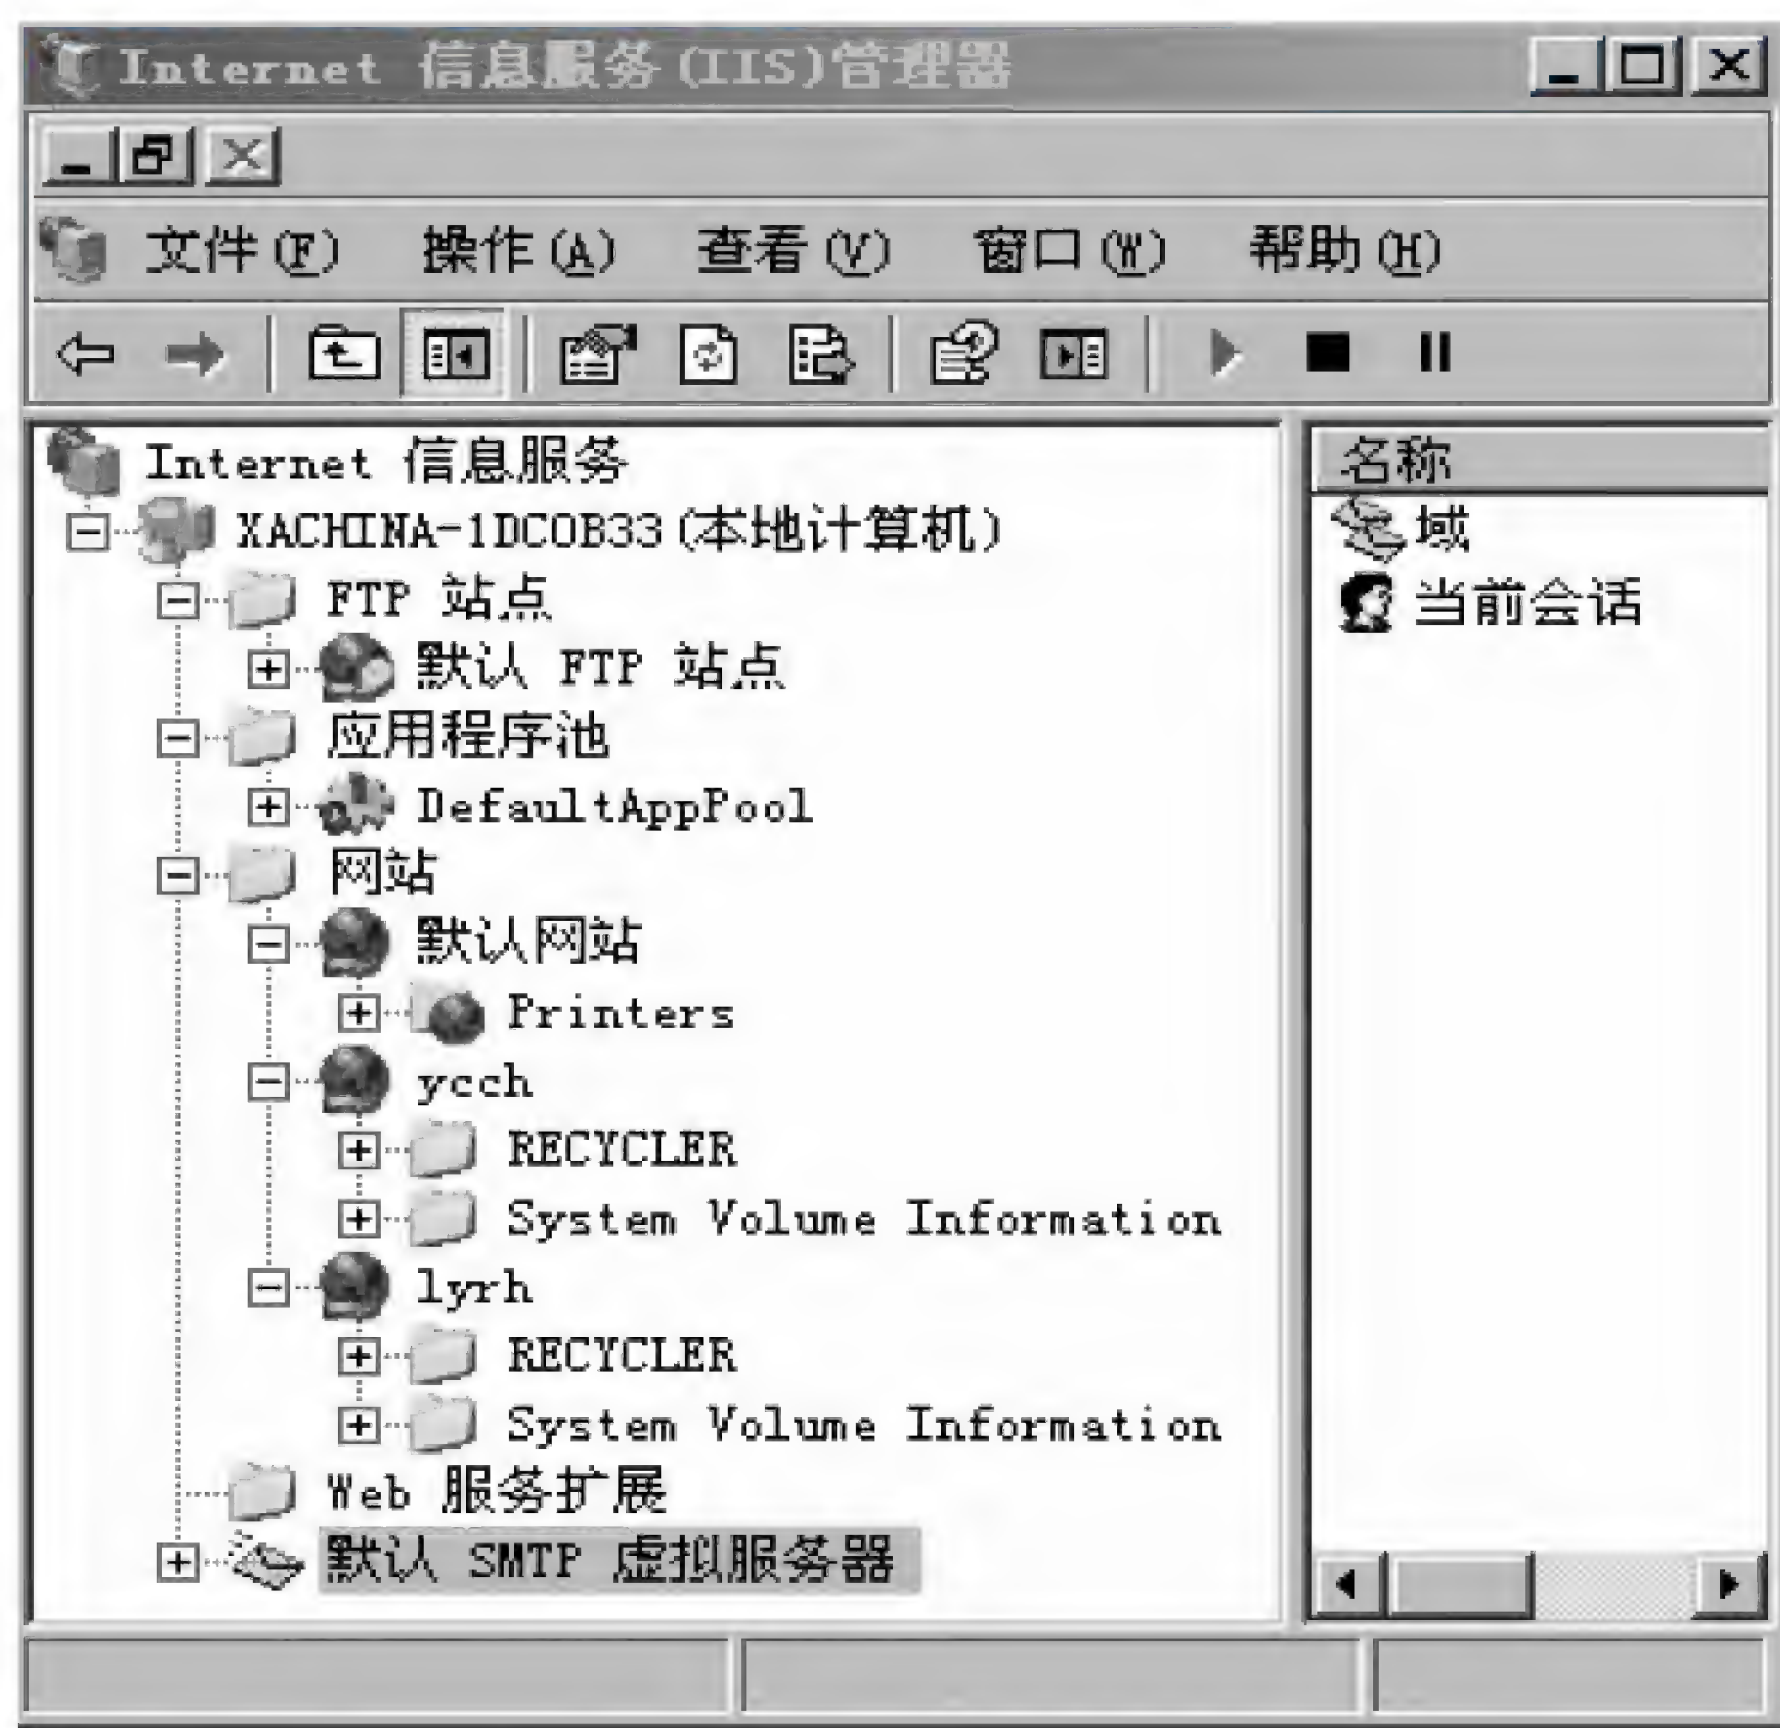 Internet 信息服务(IIS)管理器
文件(F) 操作(A) 查看(V) 窗口(W) 帮助(H)
Internet 信息服务
XACHINA-1DCOB33(本地计算机)
FTP 站点
默认 FTP 站点
应用程序池
DefaultAppPool
网站
默认网站
Printers
ycch
RECYCLER
System Volume Information
lyrh
RECYCLER
System Volume Information
Web 服务扩展
默认 SMTP 虚拟服务器
名称
域
当前会话